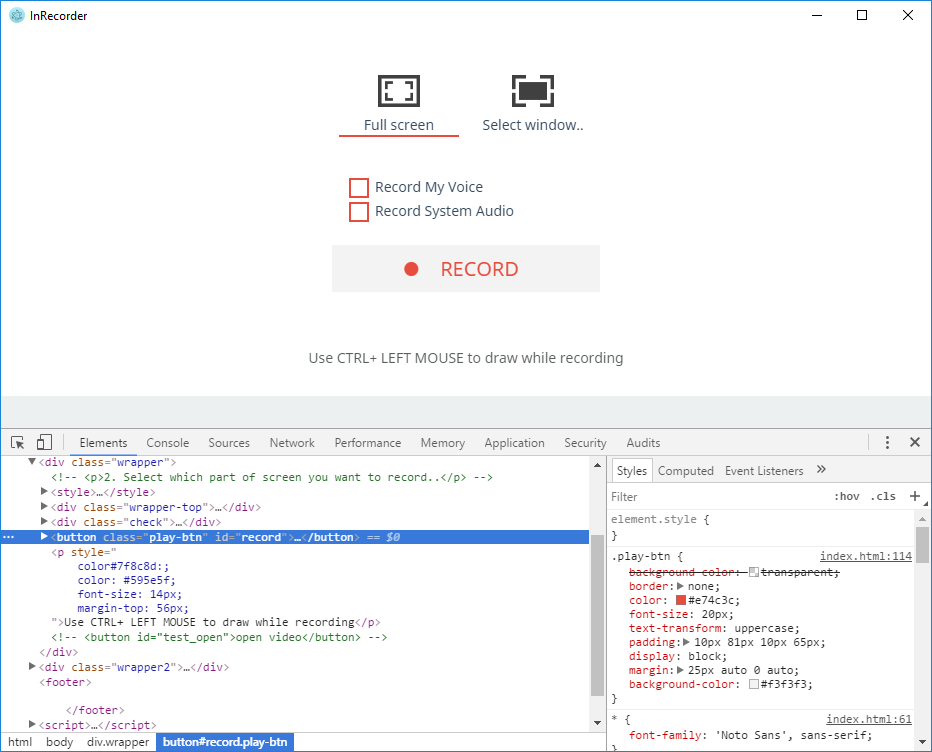 InRecorder
Full screen
Select window..
Record My Voice
Record System Audio
RECORD
Use CTRL+ LEFT MOUSE to draw while recording
Elements Console Sources Network Performance Memory Application Security Audits
<div class="wrapper">
<!-- <p>2. Select which part of screen you want to record..</p> -->
<style>…</style>
<div class="wrapper-top">…</div>
<div class="check">…</div>
<button class="play-btn" id="record">…</button> == $0
<p style="
color#7f8c8d:;
color: #595e5f;
font-size: 14px;
margin-top: 56px;
">Use CTRL+ LEFT MOUSE to draw while recording</p>
<!-- <button id="test_open">open video</button> -->
</div>
<div class="wrapper2">…</div>
<footer>
</footer>
<script>…</script>
html body div.wrapper button#record.play-btn
Styles Computed Event Listeners »
Filter :hov .cls +
element.style {
}
.play-btn { index.html:114
background-color: transparent;
border: none;
color: #e74c3c;
font-size: 20px;
text-transform: uppercase;
padding: 10px 81px 10px 65px;
display: block;
margin: 25px auto 0 auto;
background-color: #f3f3f3;
}
* { index.html:61
font-family: 'Noto Sans', sans-serif;
}